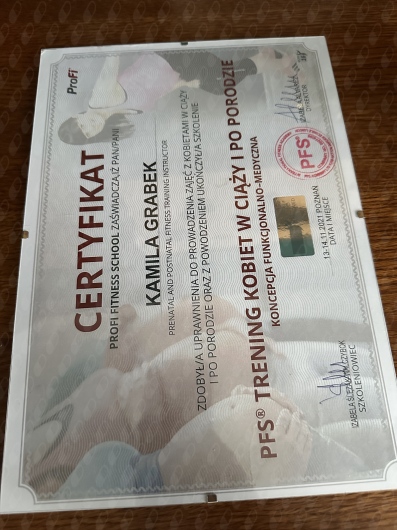 ProFi
CERTYFIKAT
PROFI FITNESS SCHOOL ZAŚWIADCZA, IŻ PAN/PANI
KAMILA GRABEK
PRENATAL AND POSTNATAL FITNESS TRAINING INSTRUCTOR
ZDOBYŁ/A UPRAWNIENIA DO PROWADZENIA ZAJĘĆ Z KOBIETAMI W CIĄŻY
I PO PORODZIE ORAZ Z POWODZENIEM UKOŃCZYŁ/A SZKOLENIE
PFS® TRENING KOBIET W CIĄŻY I PO PORODZIE
KONCEPCJA FUNKCJONALNO-MEDYCZNA
IZABELA
SZKOLENIOWIEC
13-14.11.2021 POZNAŃ
DATA I MIEJSCE
PFS
DYREKTOR